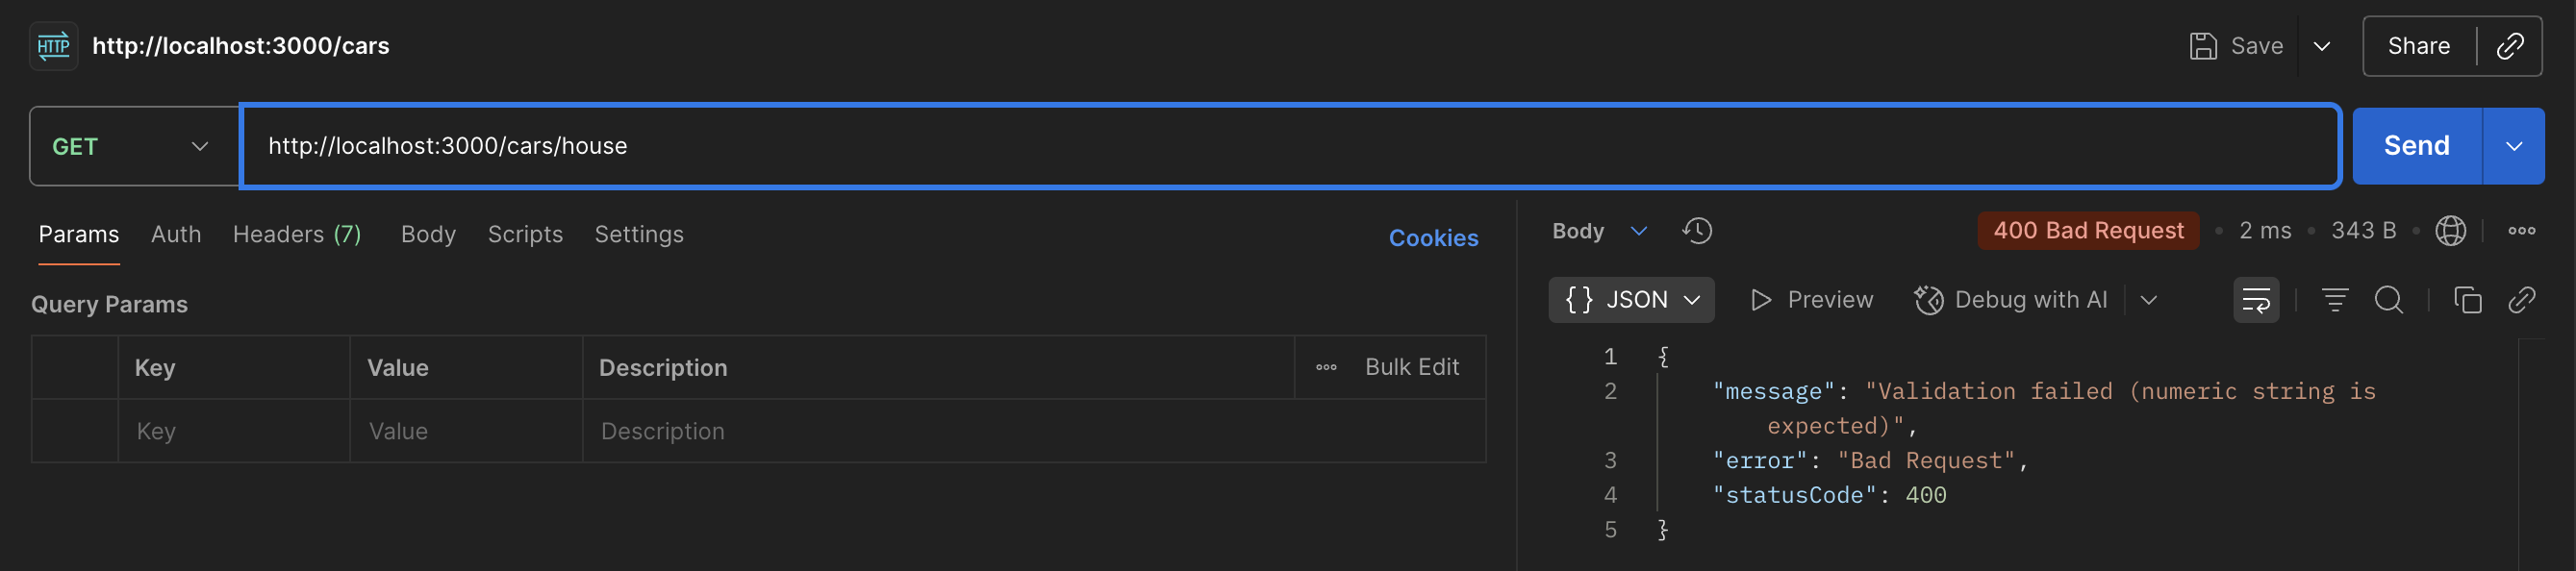 HTTP http://localhost:3000/cars Save Share
GET http://localhost:3000/cars/house Send
Params Auth Headers (7) Body Scripts Settings Cookies
Query Params
Key Value Description Bulk Edit
Key Value Description
Body 400 Bad Request • 2 ms • 343 B •
{ } JSON Preview Debug with AI
1 {
2 "message": "Validation failed (numeric string is
expected)",
3 "error": "Bad Request",
4 "statusCode": 400
5 }